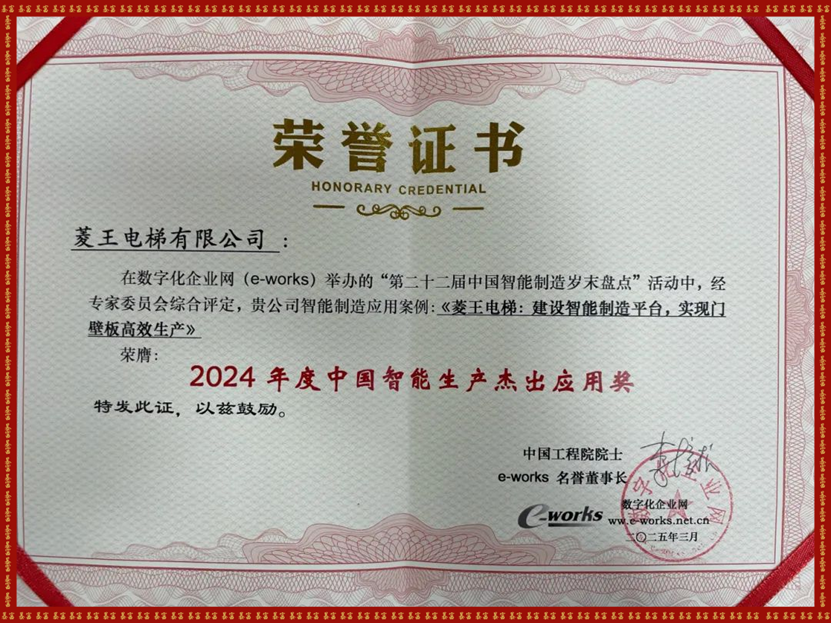 荣誉证书
HONORARY CREDENTIAL
菱王电梯有限公司：
在数字化企业网（e-works）举办的“第二十二届中国智能制造岁末盘点”活动中，经
专家委员会综合评定，贵公司智能制造应用案例：《菱王电梯：建设智能制造平台，实现门
壁板高效生产》
荣膺：
2024 年度中国智能生产杰出应用奖
特发此证，以兹鼓励。
中国工程院院士
e-works 名誉董事长
数字化企业网
e-works
www.e-works.net.cn
二〇二五年三月